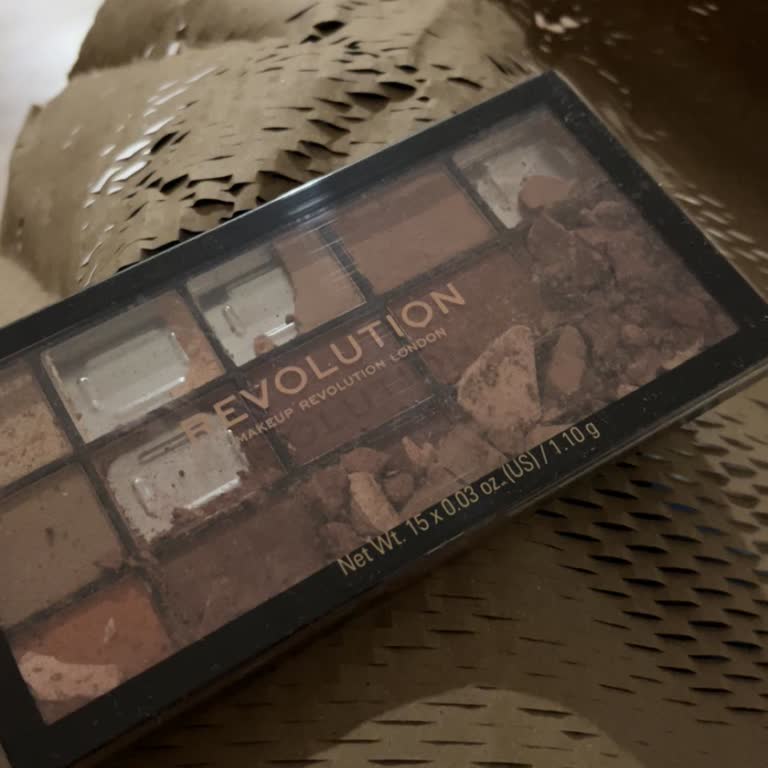 REVOLUTION
MAKEUP REVOLUTION LONDON
Net Wt. 15 x 0.03 oz.(US) / 1.10 g